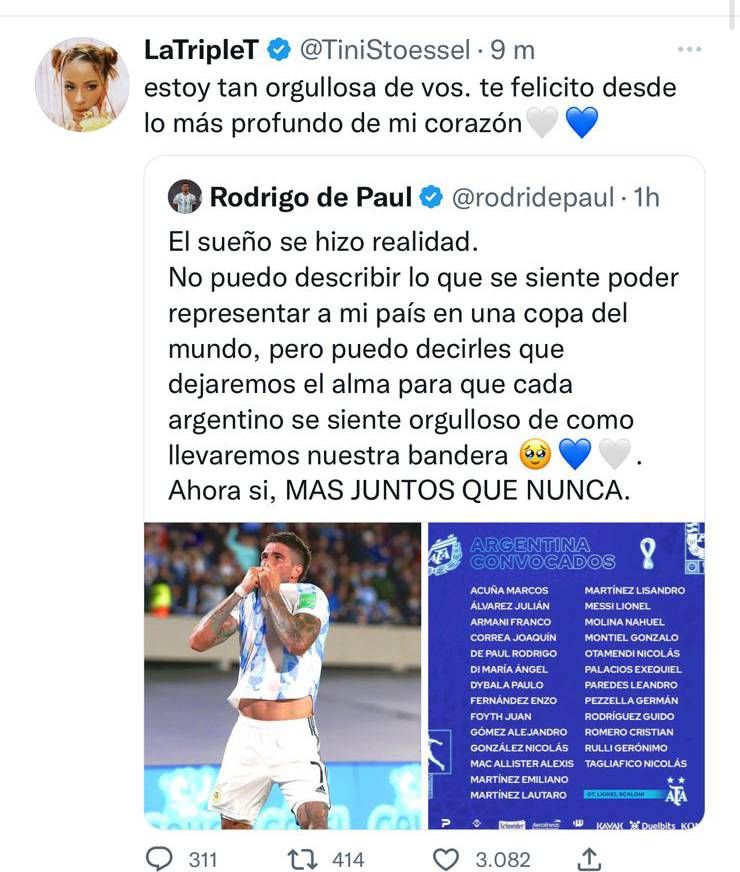 LaTripleT @TiniStoessel · 9 m
estoy tan orgullosa de vos. te felicito desde
lo más profundo de mi corazón🤍💙
Rodrigo de Paul @rodridepaul · 1h
El sueño se hizo realidad.
No puedo describir lo que se siente poder
representar a mi país en una copa del
mundo, pero puedo decirles que
dejaremos el alma para que cada
argentino se siente orgulloso de como
llevaremos nuestra bandera 🥹💙🤍.
Ahora si, MAS JUNTOS QUE NUNCA.
7
AFA
ARGENTINA
CONVOCADOS
ACUÑA MARCOS
ÁLVAREZ JULIÁN
ARMANI FRANCO
CORREA JOAQUÍN
DE PAUL RODRIGO
DI MARÍA ÁNGEL
DYBALA PAULO
FERNÁNDEZ ENZO
FOYTH JUAN
GÓMEZ ALEJANDRO
GONZÁLEZ NICOLÁS
MAC ALLISTER ALEXIS
MARTÍNEZ EMILIANO
MARTÍNEZ LAUTARO
MARTÍNEZ LISANDRO
MESSI LIONEL
MOLINA NAHUEL
MONTIEL GONZALO
OTAMENDI NICOLÁS
PALACIOS EXEQUIEL
PAREDES LEANDRO
PEZZELLA GERMÁN
RODRÍGUEZ GUIDO
ROMERO CRISTIAN
RULLI GERÓNIMO
TAGLIAFICO NICOLÁS
DT: LIONEL SCALONI
AFA
Schneider KAVAK Duelbits
311 414 3.082